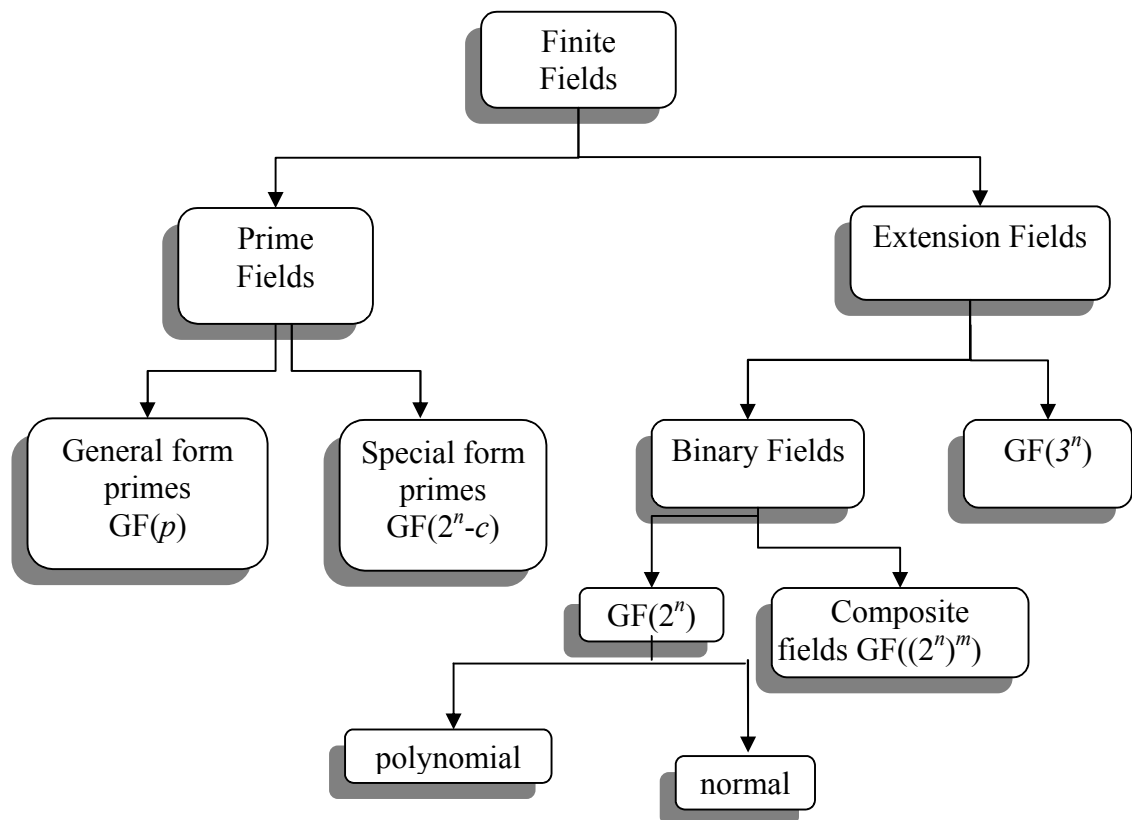 Finite
Fields
Prime
Fields
Extension Fields
General form
primes
GF(p)
Special form
primes
GF(2ⁿ-c)
Binary Fields
GF(3ⁿ)
GF(2ⁿ)
Composite
fields GF((2ⁿ)ᵐ)
polynomial
normal